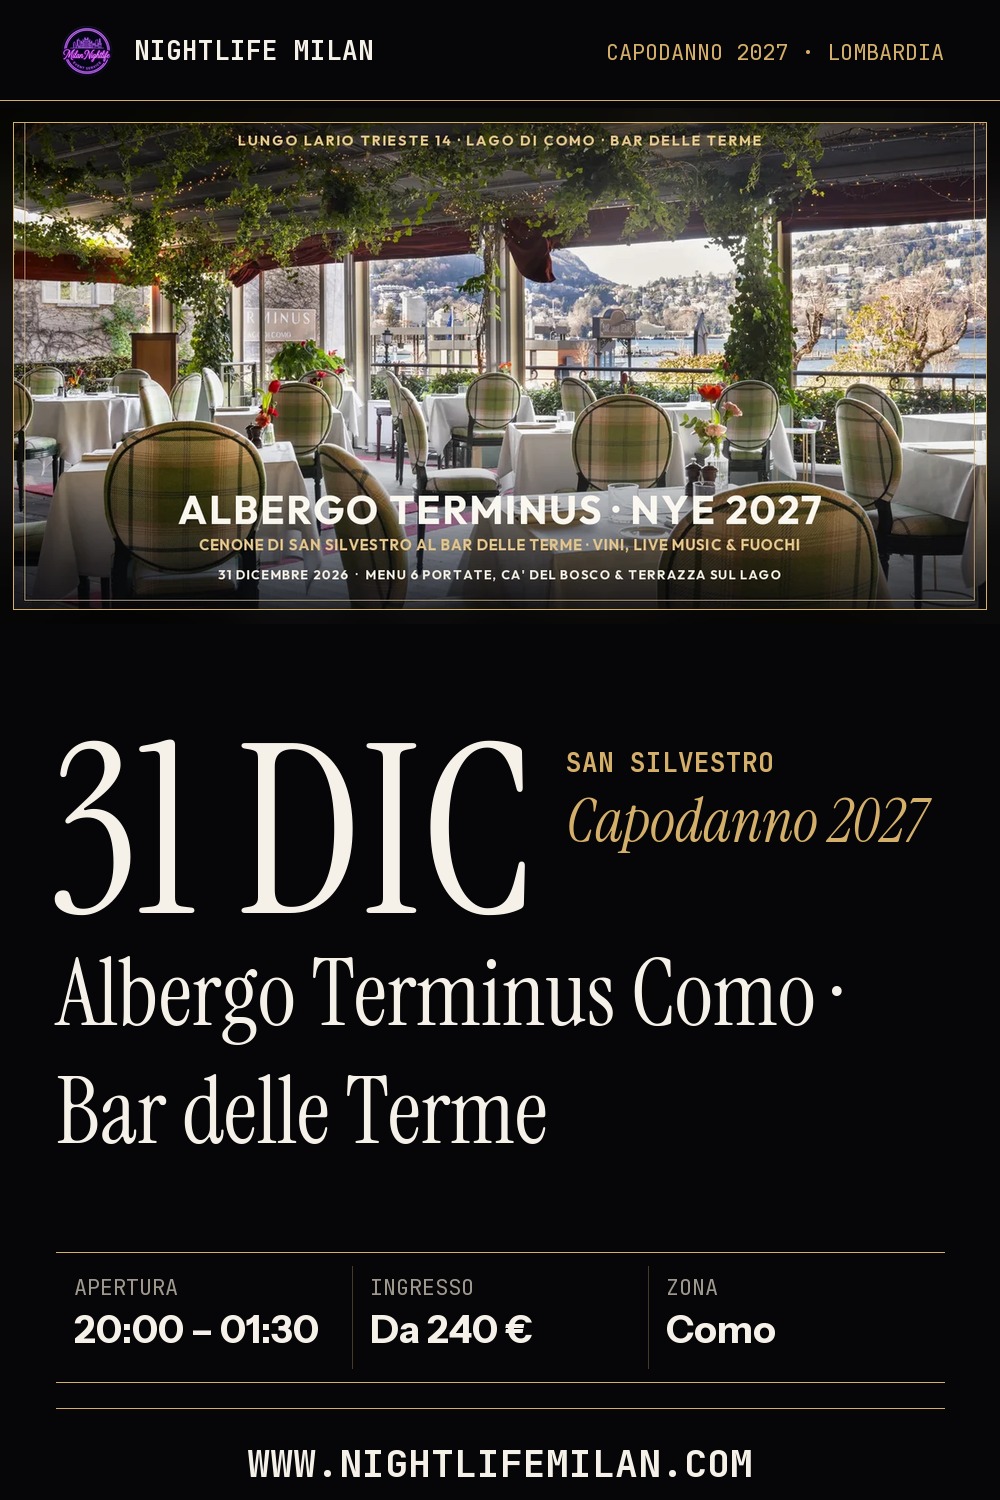 Milan Nightlife
NIGHTLIFE MILAN
CAPODANNO 2027 · LOMBARDIA
LUNGO LARIO TRIESTE 14 · LAGO DI COMO · BAR DELLE TERME
RMINUS
ALBERGO TERMINUS · NYE 2027
CENONE DI SAN SILVESTRO AL BAR DELLE TERME · VINI, LIVE MUSIC & FUOCHI
31 DICEMBRE 2026 · MENU 6 PORTATE, CA' DEL BOSCO & TERRAZZA SUL LAGO
31 DIC
SAN SILVESTRO
Capodanno 2027
Albergo Terminus Como ·
Bar delle Terme
APERTURA
20:00 – 01:30
INGRESSO
Da 240 €
ZONA
Como
WWW.NIGHTLIFEMILAN.COM